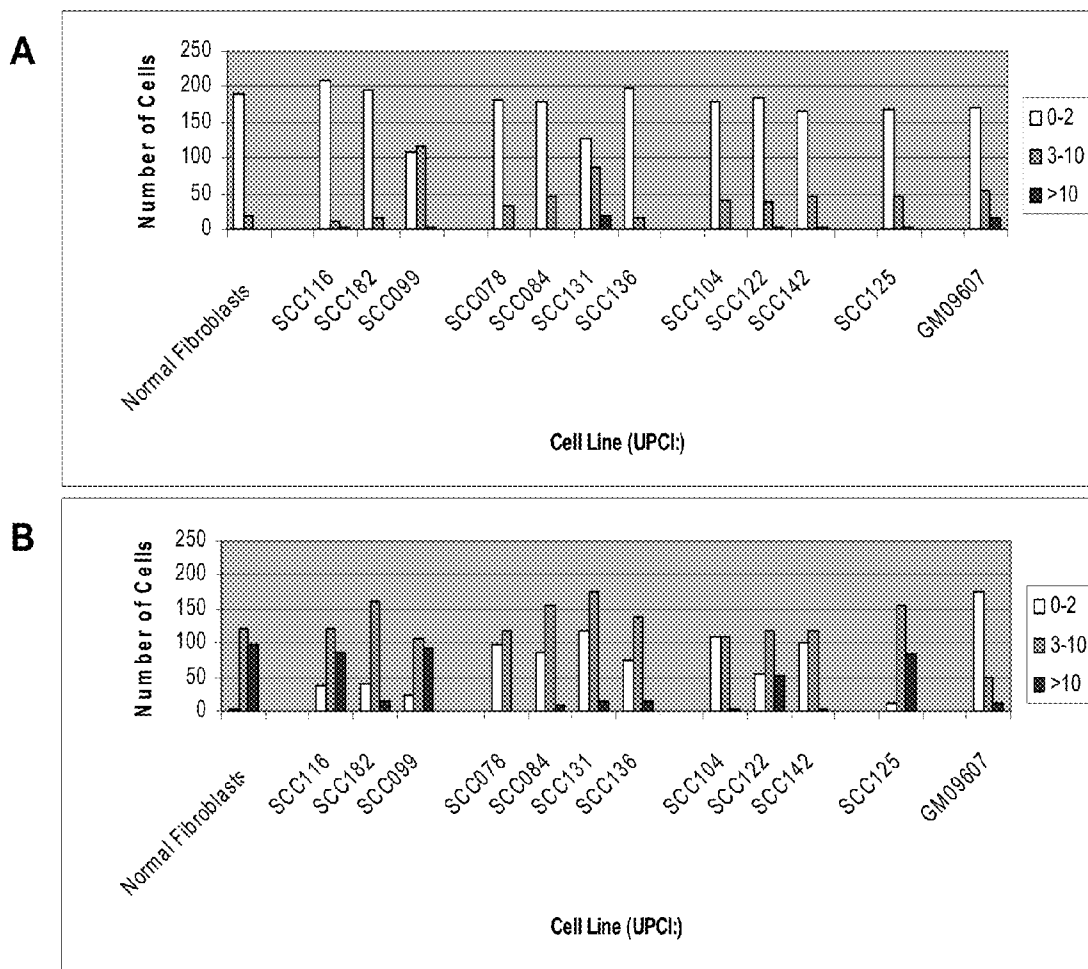 A
Number of Cells
250
200
150
100
50
0
Normal Fibroblasts
SCC116
SCC182
SCC099
SCC078
SCC084
SCC131
SCC136
SCC104
SCC122
SCC142
SCC125
GM09607
Cell Line (UPCI:)
0-2
3-10
>10
B
Number of Cells
250
200
150
100
50
0
Normal Fibroblasts
SCC116
SCC182
SCC099
SCC078
SCC084
SCC131
SCC136
SCC104
SCC122
SCC142
SCC125
GM09607
Cell Line (UPCI:)
0-2
3-10
>10